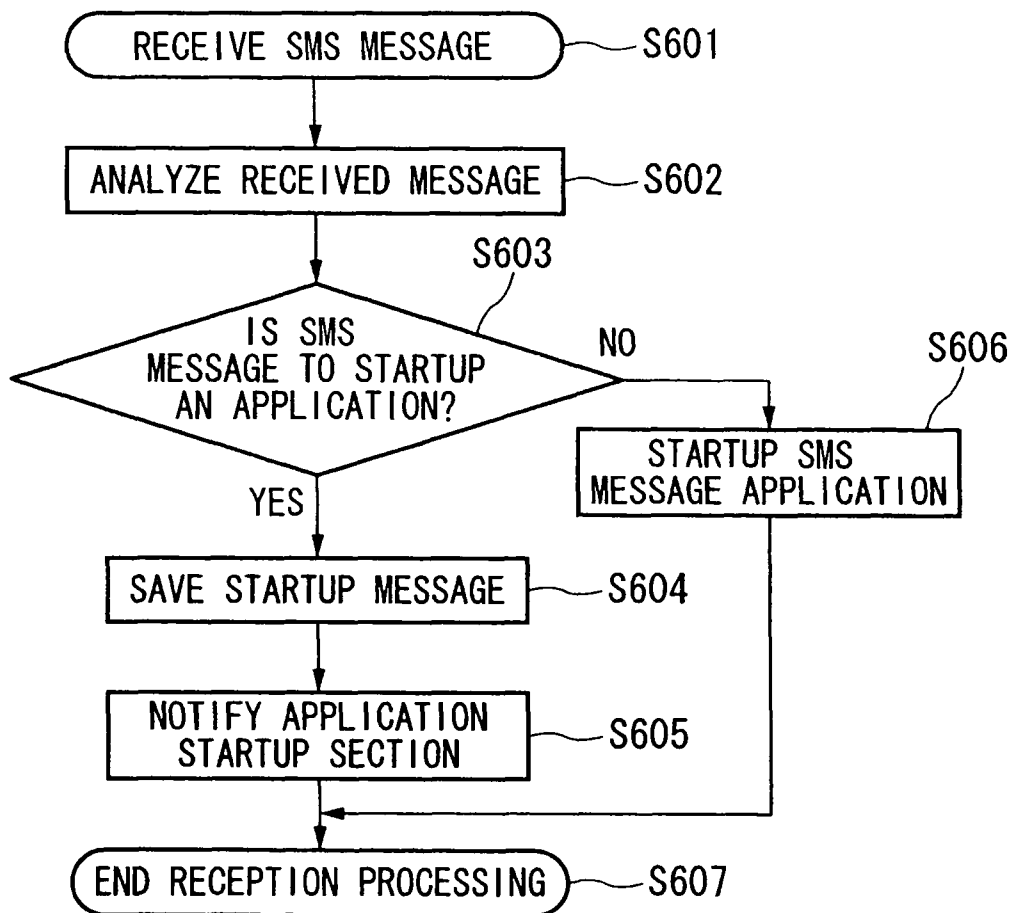 RECEIVE SMS MESSAGE
S601
ANALYZE RECEIVED MESSAGE
S602
S603
IS SMS
MESSAGE TO STARTUP
AN APPLICATION?
NO
S606
STARTUP SMS
MESSAGE APPLICATION
YES
SAVE STARTUP MESSAGE
S604
NOTIFY APPLICATION
STARTUP SECTION
S605
END RECEPTION PROCESSING
S607